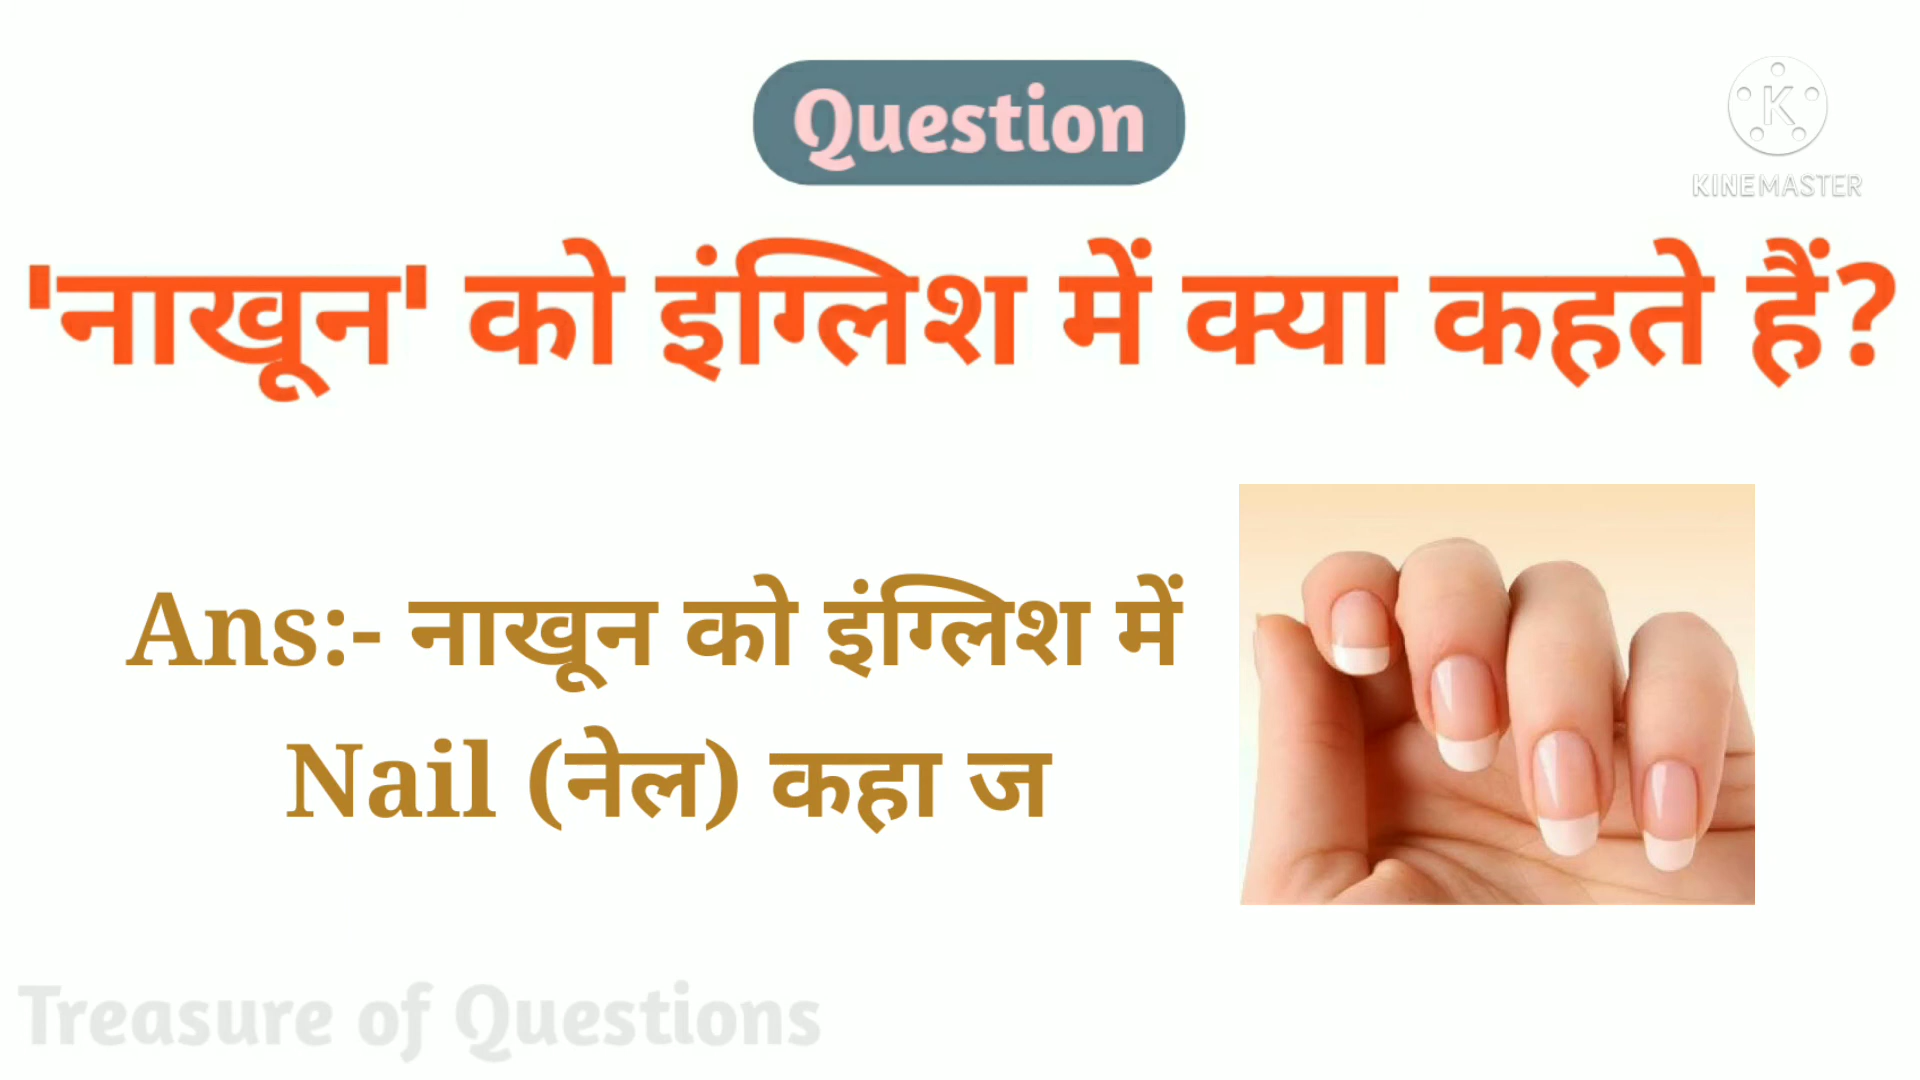 Question
KINEMASTER
'नाखून' को इंग्लिश में क्या कहते हैं?
Ans:- नाखून को इंग्लिश में
Nail (नेल) कहा ज
Treasure of Questions